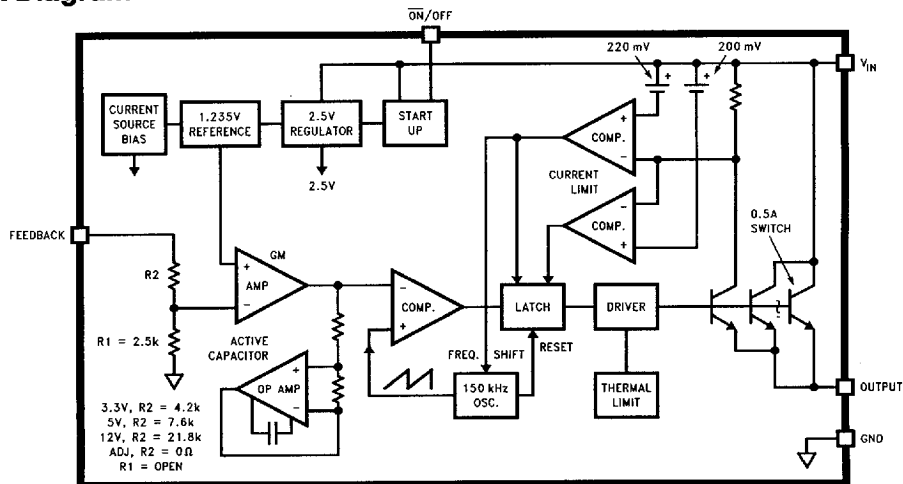 ON/OFF
220 mV
200 mV
VIN
CURRENT
SOURCE
BIAS
1.235V
REFERENCE
2.5V
REGULATOR
START
UP
COMP.
+
−
2.5V
CURRENT
LIMIT
−
COMP.
+
0.5A
SWITCH
FEEDBACK
R2
R1 = 2.5k
GM
+
AMP
−
−
COMP.
+
LATCH
DRIVER
ACTIVE
CAPACITOR
+
OP AMP
−
FREQ. SHIFT
RESET
150 kHz
OSC.
THERMAL
LIMIT
OUTPUT
GND
3.3V, R2 = 4.2k
5V, R2 = 7.6k
12V, R2 = 21.8k
ADJ, R2 = 0Ω
R1 = OPEN